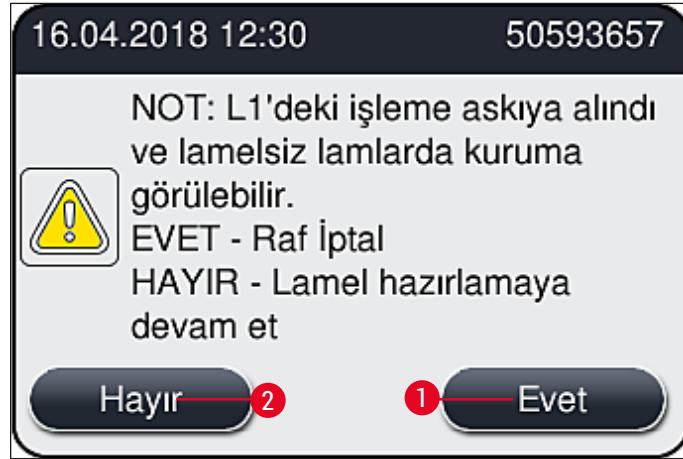 16.04.2018 12:30 50593657
NOT: L1'deki işleme askıya alındı
ve lamelsiz lamlarda kuruma
görülebilir.
EVET - Raf İptal
HAYIR - Lamel hazırlamaya
devam et
Hayır 2 1 Evet